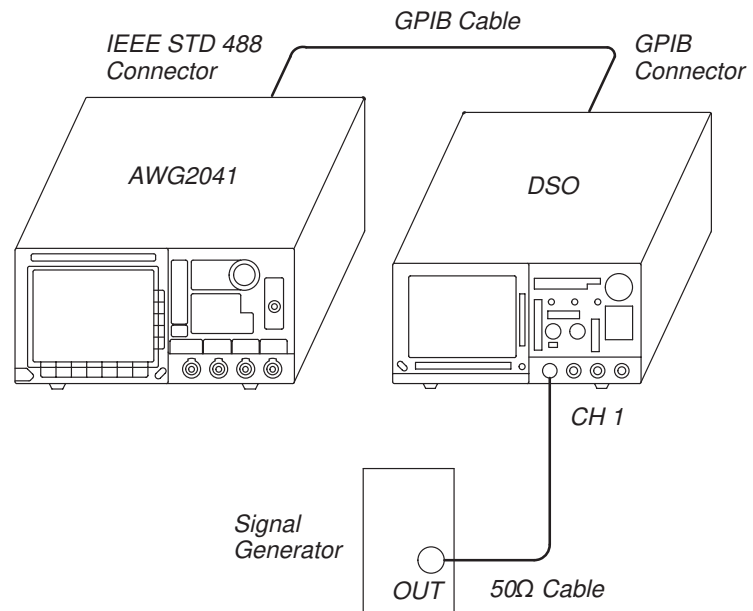 GPIB Cable
IEEE STD 488
Connector
GPIB
Connector
AWG2041
DSO
CH 1
Signal
Generator
OUT
50Ω Cable